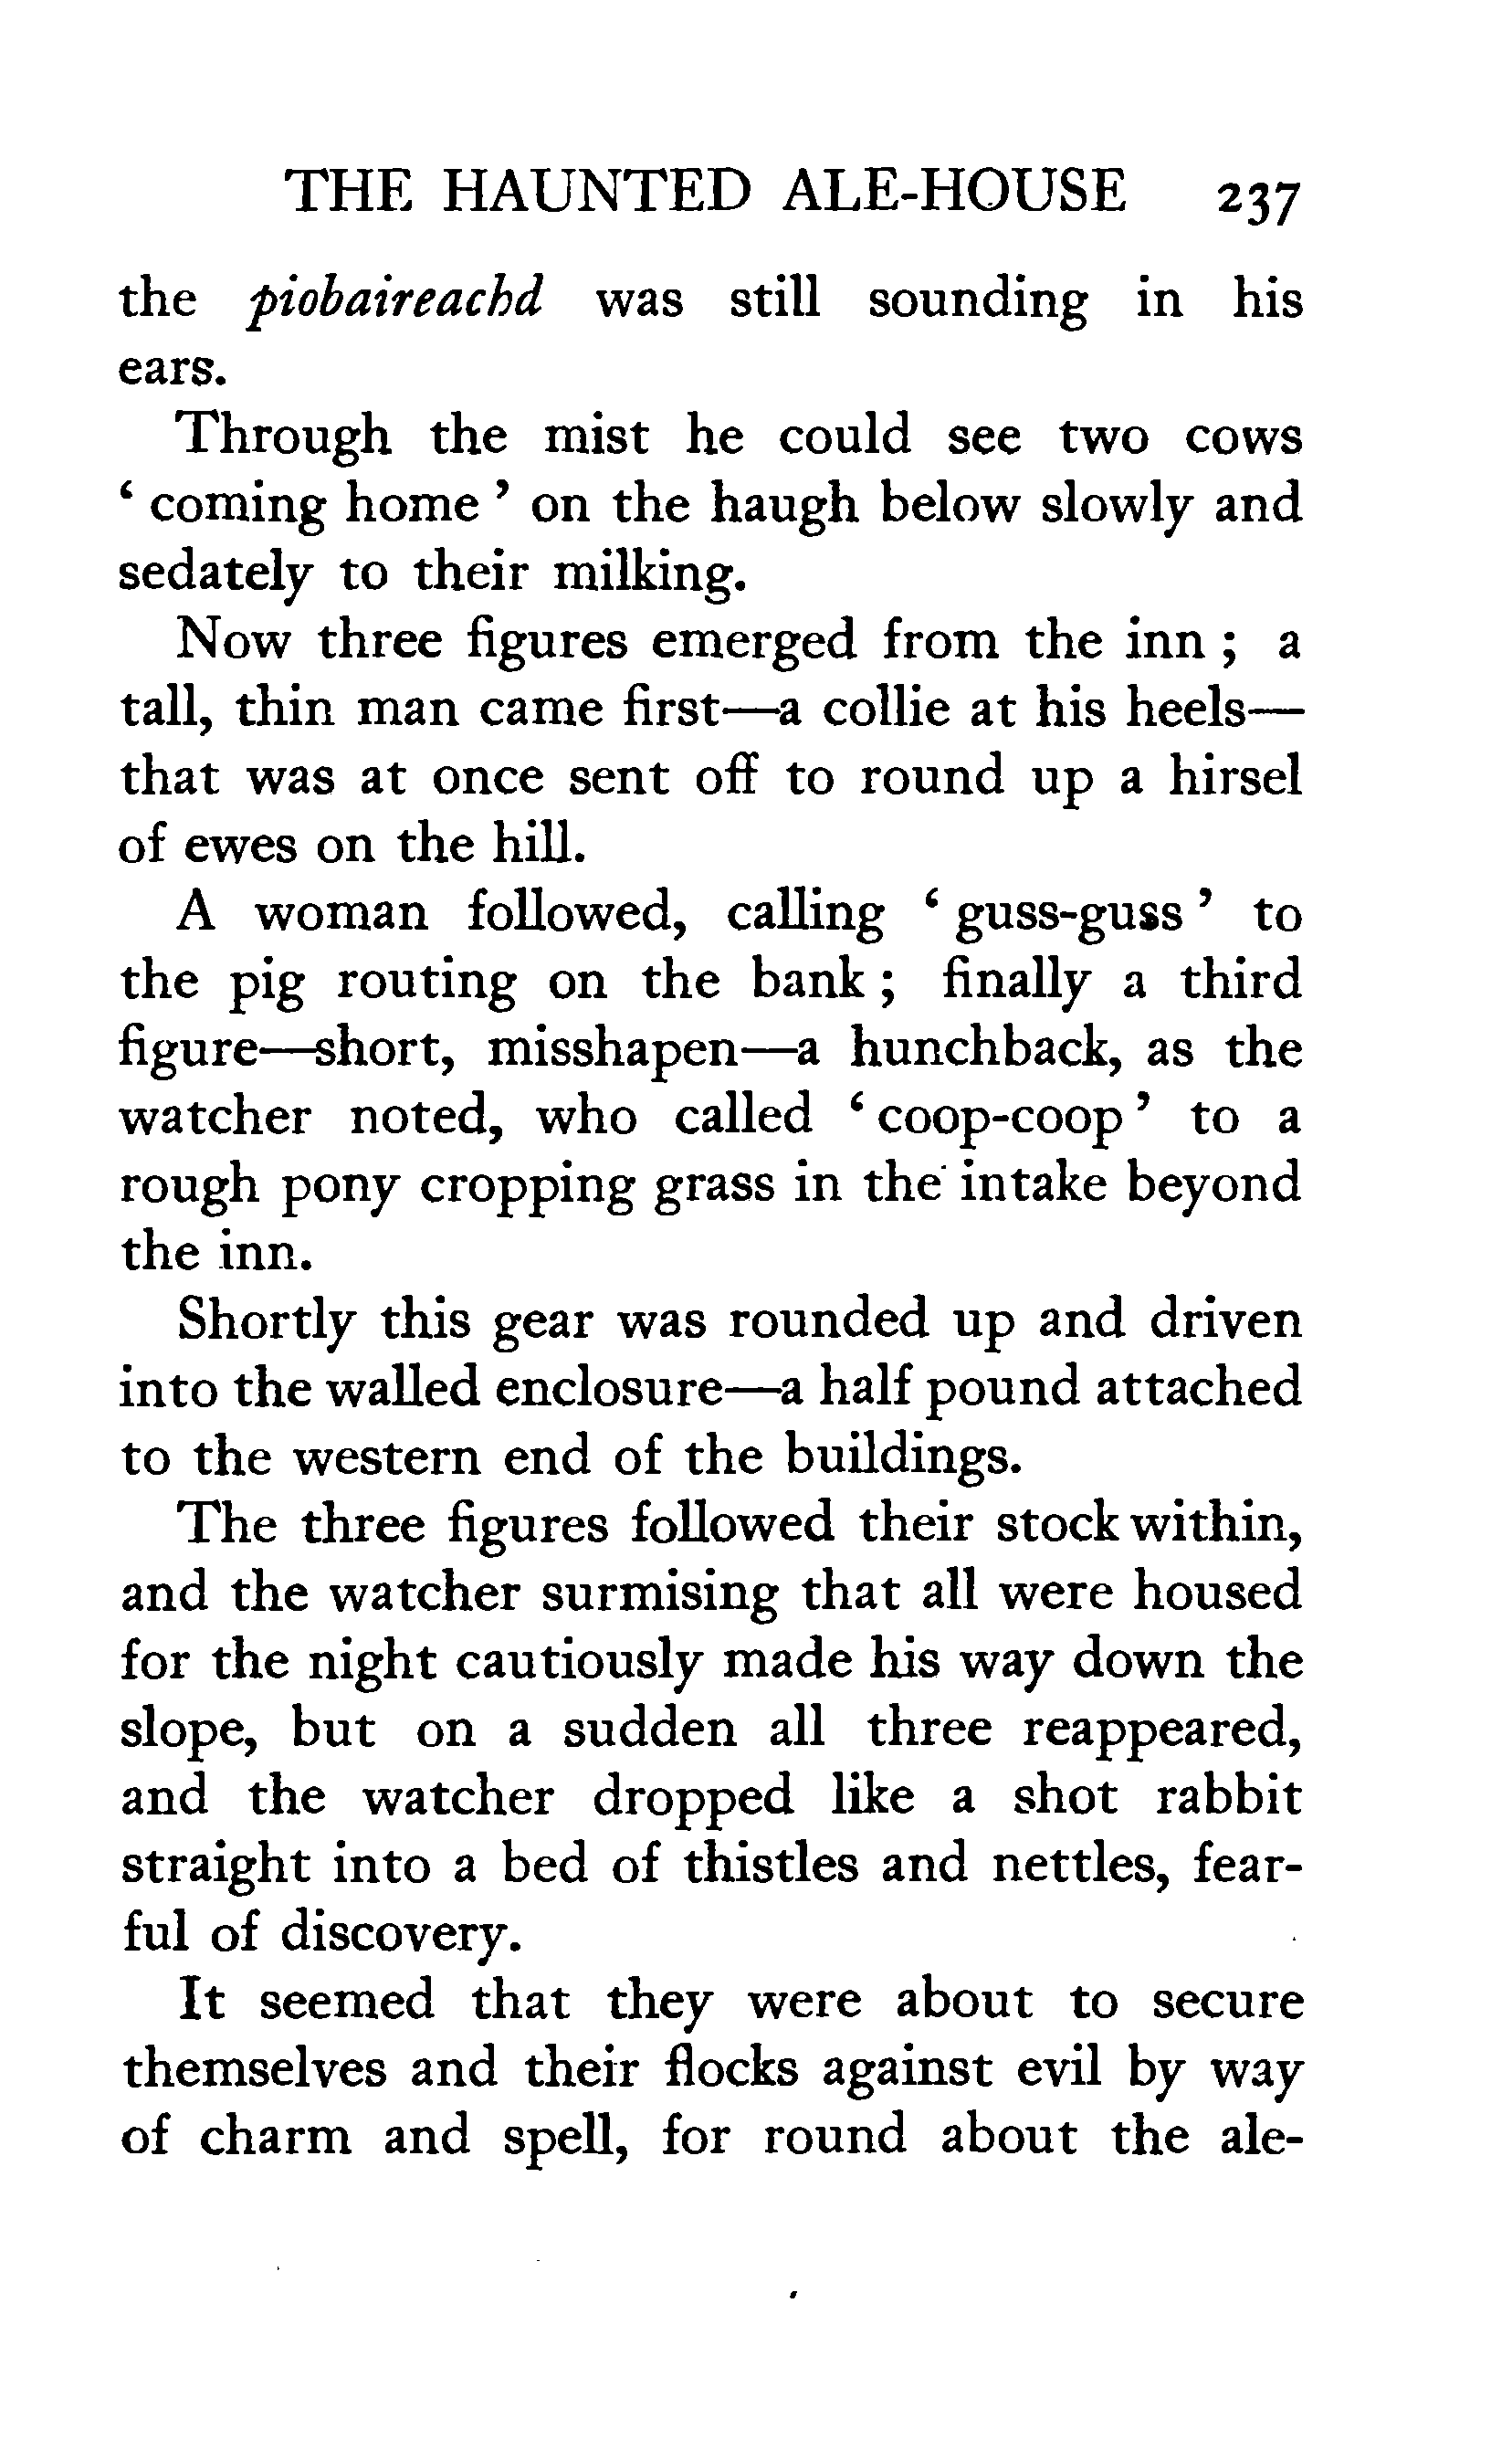 THE HAUNTED ALE-HOUSE 237
the piobaireachd was still sounding in his
ears.
Through the mist he could see two cows
‘ coming home ’ on the haugh below slowly and
sedately to their milking.
Now three figures emerged from the inn ; a
tall, thin man came first—a collie at his heels—
that was at once sent off to round up a hirsel
of ewes on the hill.
A woman followed, calling ‘ guss-guss ’ to
the pig routing on the bank ; finally a third
figure—short, misshapen—a hunchback, as the
watcher noted, who called ‘ coop-coop ’ to a
rough pony cropping grass in the intake beyond
the inn.
Shortly this gear was rounded up and driven
into the walled enclosure—a half pound attached
to the western end of the buildings.
The three figures followed their stock within,
and the watcher surmising that all were housed
for the night cautiously made his way down the
slope, but on a sudden all three reappeared,
and the watcher dropped like a shot rabbit
straight into a bed of thistles and nettles, fear-
ful of discovery.
It seemed that they were about to secure
themselves and their flocks against evil by way
of charm and spell, for round about the ale-